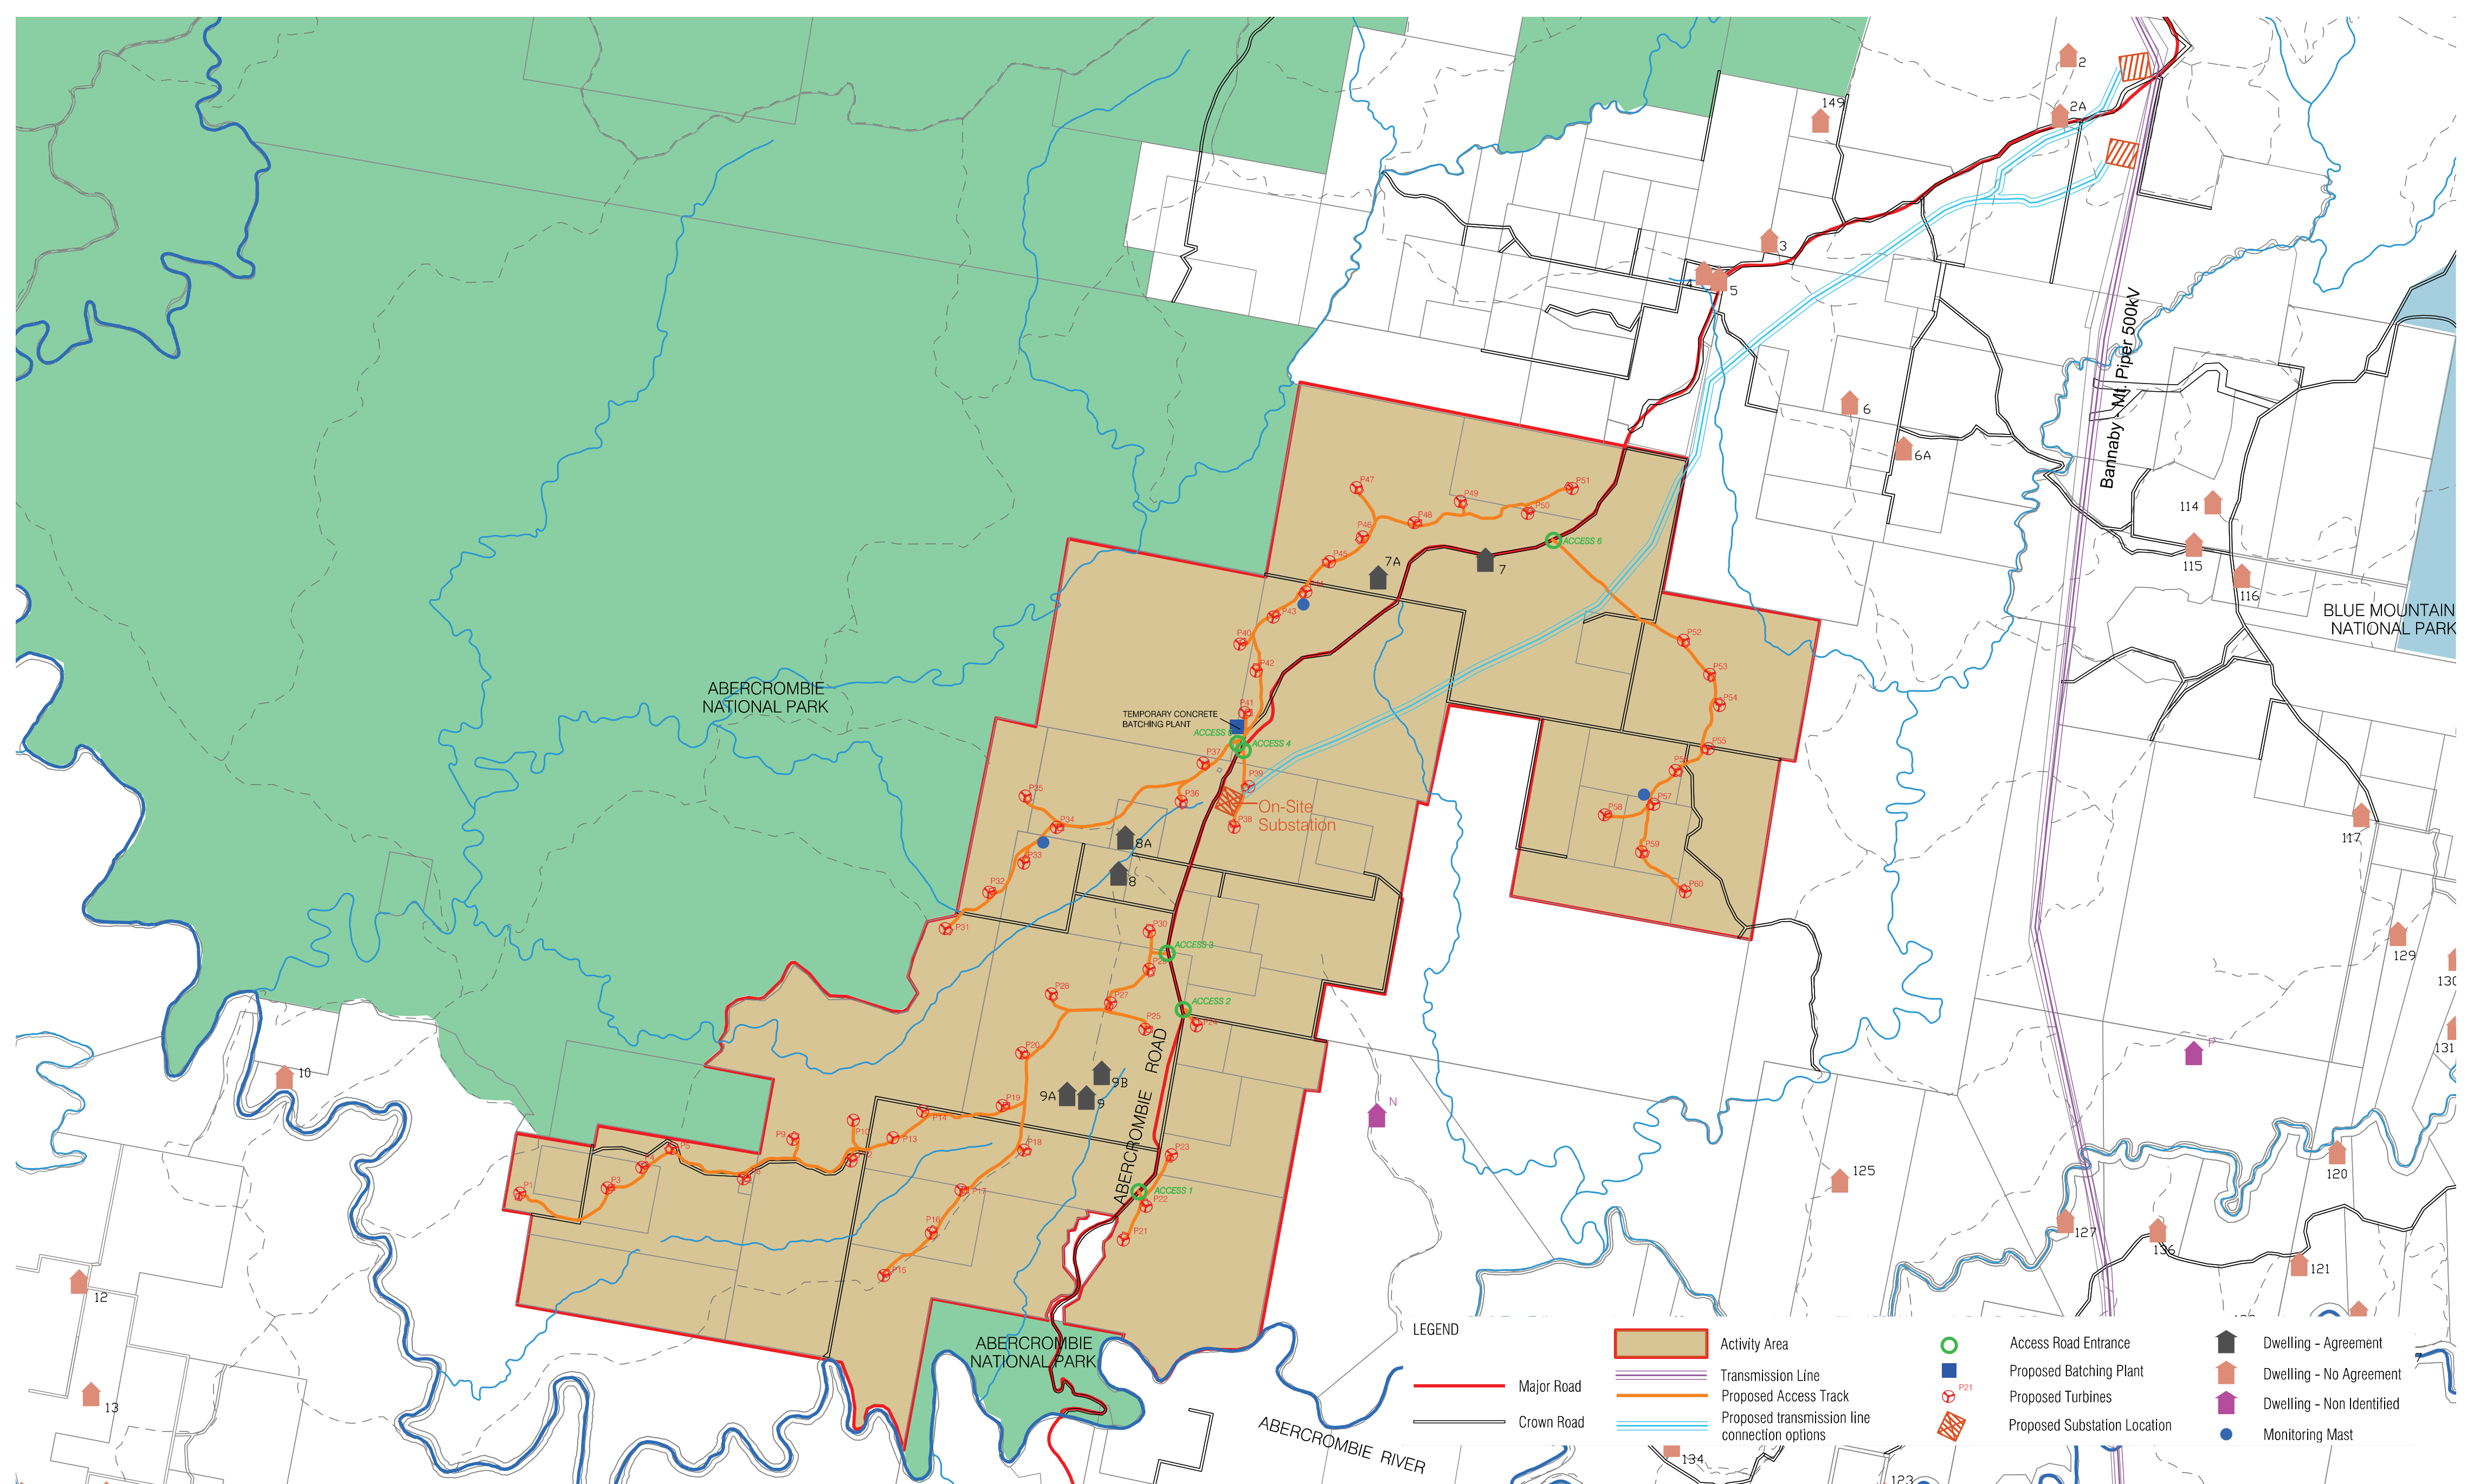 2
2A
149
3
4
5
6
6A
Bannaby - Mt. Piper 500kV
114
115
116
BLUE MOUNTAIN
NATIONAL PARK
P47
P51
P49
P50
P48
P46
ACCESS 6
P45
7A
7
P43
P40
P42
P52
P53
P54
P55
ABERCROMBIE
NATIONAL PARK
P41
TEMPORARY CONCRETE
BATCHING PLANT
ACCESS 4
P37
P39
P35
P36
On-Site
Substation
P38
P34
P33
P32
P31
8A
8
P57
P58
P59
P60
117
129
130
131
P30
ACCESS 3
P28
P27
ACCESS 2
P25
P24
P20
P
9B
9A
9
N
10
P19
P14
P10
P13
P9
P18
P5
P4
P3
P1
P17
P16
P15
ABERCROMBIE ROAD
P23
ACCESS 1
P22
P21
125
120
127
136
121
12
13
ABERCROMBIE
NATIONAL PARK
ABERCROMBIE RIVER
134
123
LEGEND
Major Road
Crown Road
Activity Area
Transmission Line
Proposed Access Track
Proposed transmission line
connection options
Access Road Entrance
Proposed Batching Plant
P21
Proposed Turbines
Proposed Substation Location
Dwelling - Agreement
Dwelling - No Agreement
Dwelling - Non Identified
Monitoring Mast